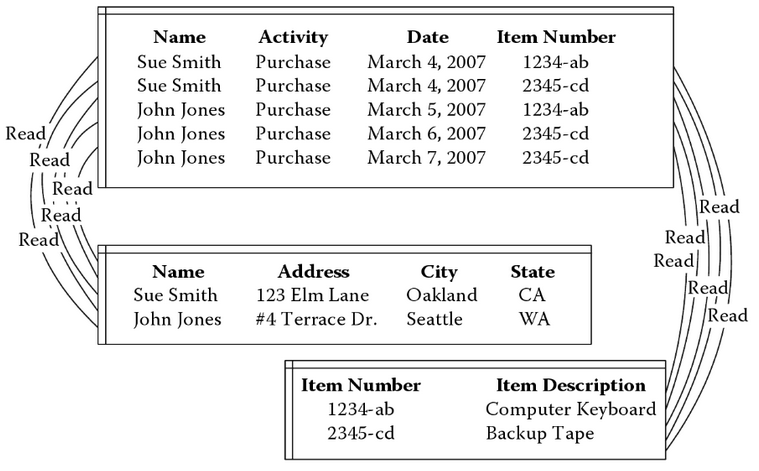 Name Activity Date Item Number
Sue Smith Purchase March 4, 2007 1234-ab
Sue Smith Purchase March 4, 2007 2345-cd
John Jones Purchase March 5, 2007 1234-ab
John Jones Purchase March 6, 2007 2345-cd
John Jones Purchase March 7, 2007 2345-cd
Read
Read
Read
Read
Read
Name Address City State
Sue Smith 123 Elm Lane Oakland CA
John Jones #4 Terrace Dr. Seattle WA
Read
Read
Read
Read
Read
Item Number Item Description
1234-ab Computer Keyboard
2345-cd Backup Tape